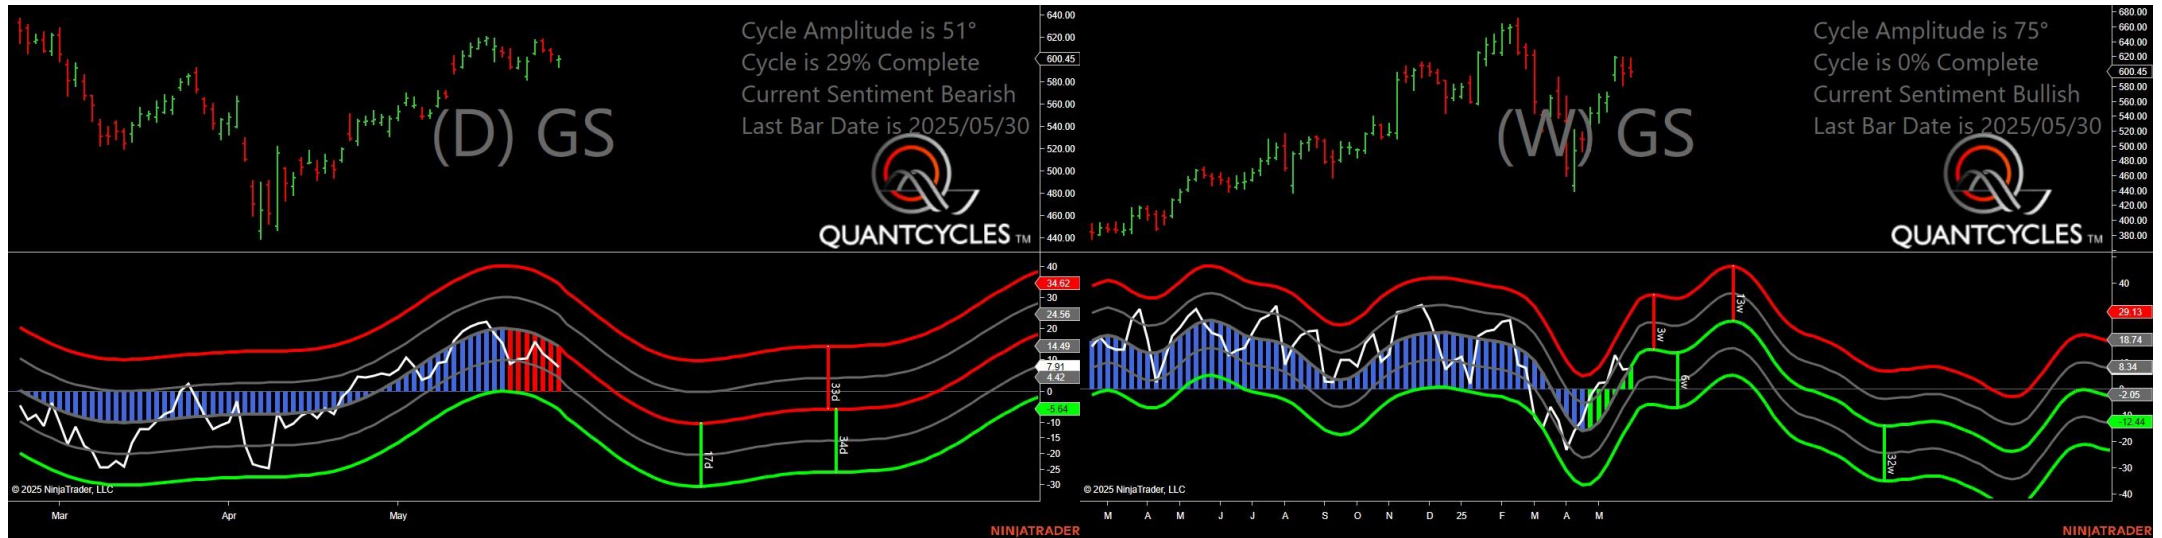 Cycle Amplitude is 51°
Cycle is 29% Complete
Current Sentiment Bearish
Last Bar Date is 2025/05/30
(D) GS
QUANTCYCLES TM
640.00
620.00
600.45
580.00
560.00
540.00
520.00
500.00
480.00
460.00
440.00
40
34.62
30
24.56
20
14.49
10
7.91
4.42
0
-5.64
-10
-15
-20
-25
-30
17d
33d
34d
© 2025 NinjaTrader, LLC
Mar
Apr
May
NINJATRADER
Cycle Amplitude is 75°
Cycle is 0% Complete
Current Sentiment Bullish
Last Bar Date is 2025/05/30
(W) GS
QUANTCYCLES TM
680.00
660.00
640.00
620.00
600.45
580.00
560.00
540.00
520.00
500.00
480.00
460.00
440.00
420.00
400.00
380.00
40
29.13
18.74
8.34
0
-2.05
-12.44
-20
-30
-40
3w
6w
13w
32w
© 2025 NinjaTrader, LLC
M A M J J A S O N D 25 F M A M
NINJATRADER